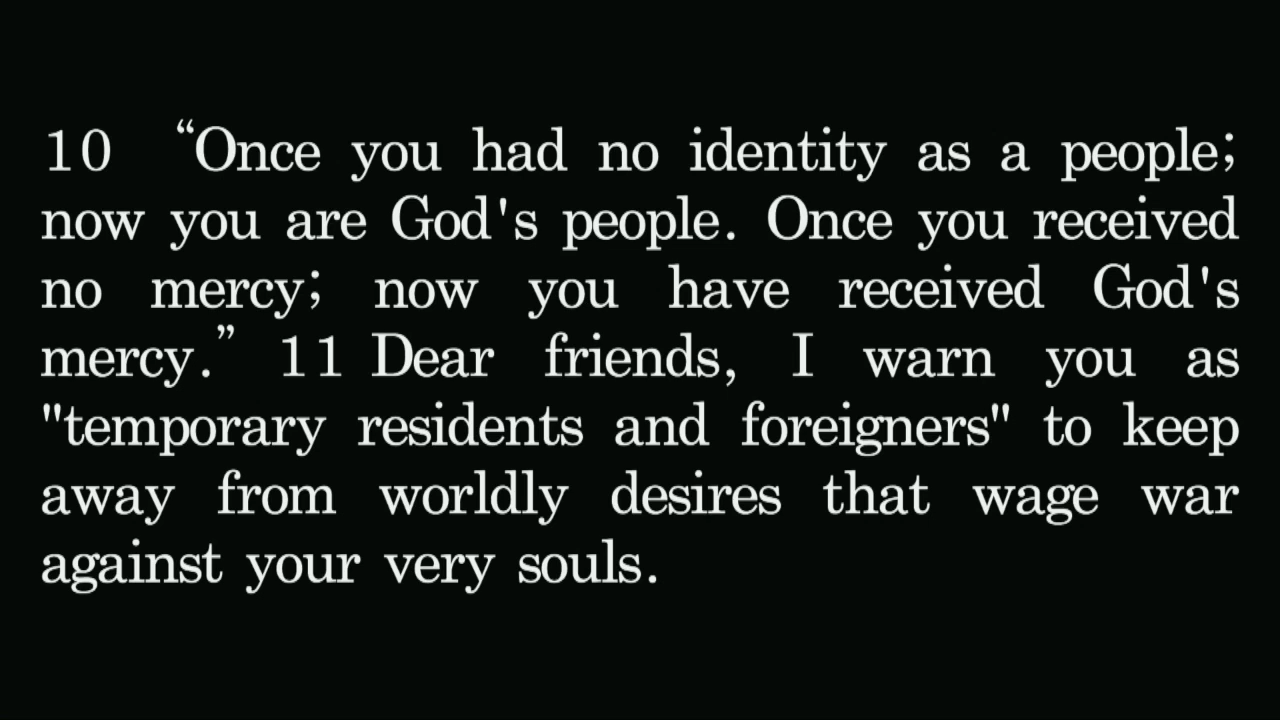 10 “Once you had no identity as a people;
now you are God's people. Once you received
no mercy; now you have received God's
mercy.” 11 Dear friends, I warn you as
"temporary residents and foreigners" to keep
away from worldly desires that wage war
against your very souls.